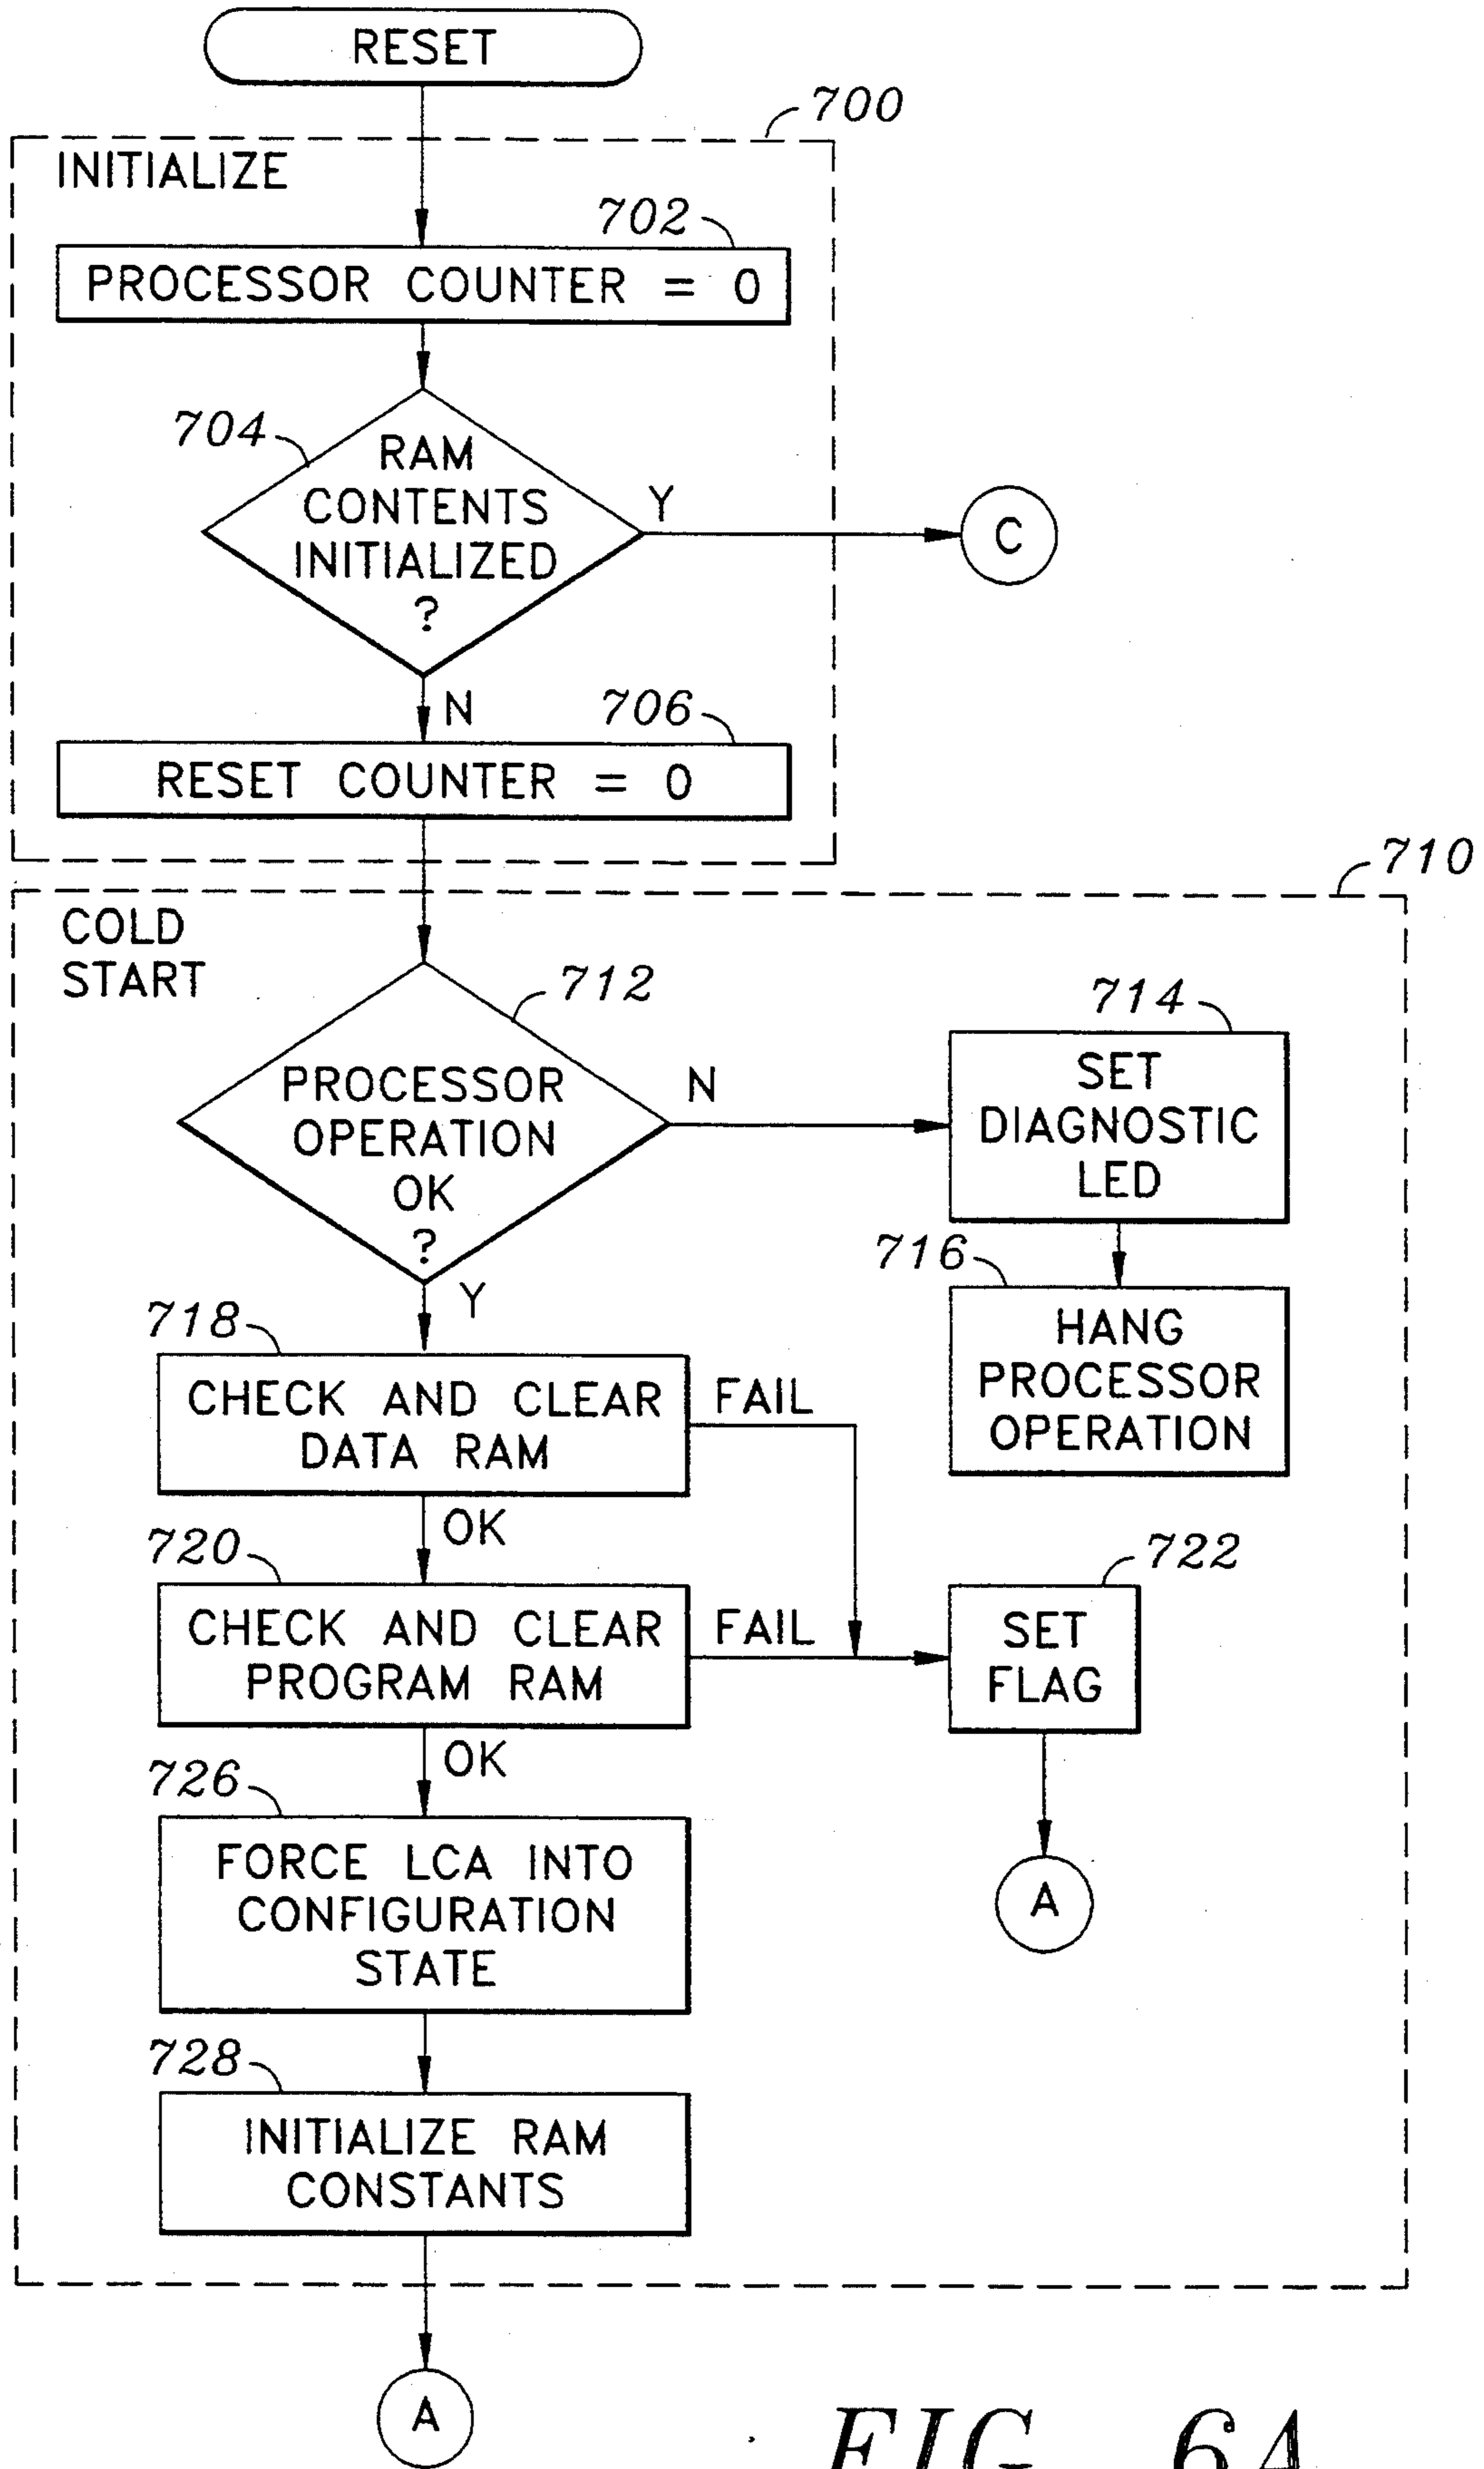 RESET
700
INITIALIZE
702
PROCESSOR COUNTER = 0
704
RAM
CONTENTS
INITIALIZED
?
Y
C
N
706
RESET COUNTER = 0
710
COLD
START
712
PROCESSOR
OPERATION
OK
?
N
714
SET
DIAGNOSTIC
LED
716
HANG
PROCESSOR
OPERATION
Y
718
CHECK AND CLEAR
DATA RAM
FAIL
OK
720
CHECK AND CLEAR
PROGRAM RAM
FAIL
722
SET
FLAG
A
OK
726
FORCE LCA INTO
CONFIGURATION
STATE
728
INITIALIZE RAM
CONSTANTS
A
FIG. 6A